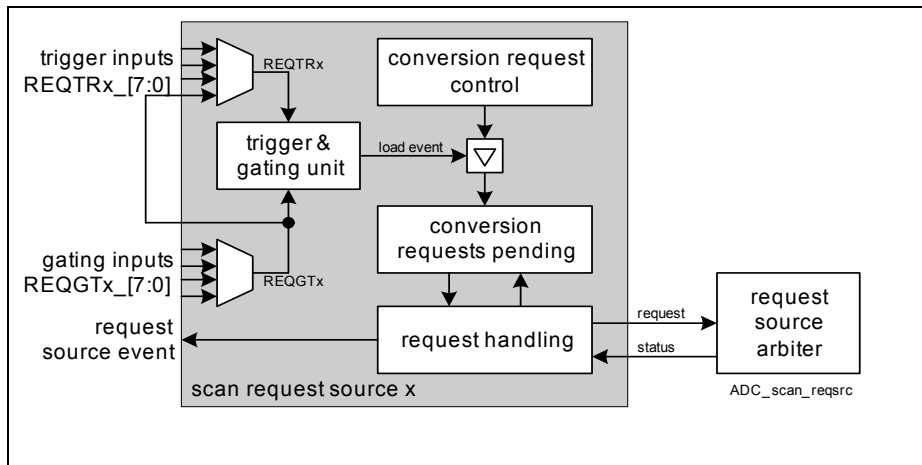 trigger inputs
REQTRx_[7:0]
REQTRx
conversion request
control
trigger &
gating unit
load event
conversion
requests pending
gating inputs
REQGTx_[7:0]
REQGTx
request
source event
request handling
request
status
request
source
arbiter
scan request source x
ADC_scan_reqsrc